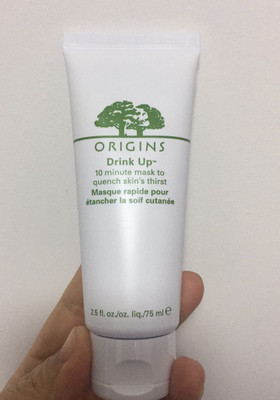 ORIGINS
Drink Up™
10 minute mask to
quench skin's thirst
Masque rapide pour
étancher la soif cutanée
2.5 fl. oz./oz. liq./75 ml ℮